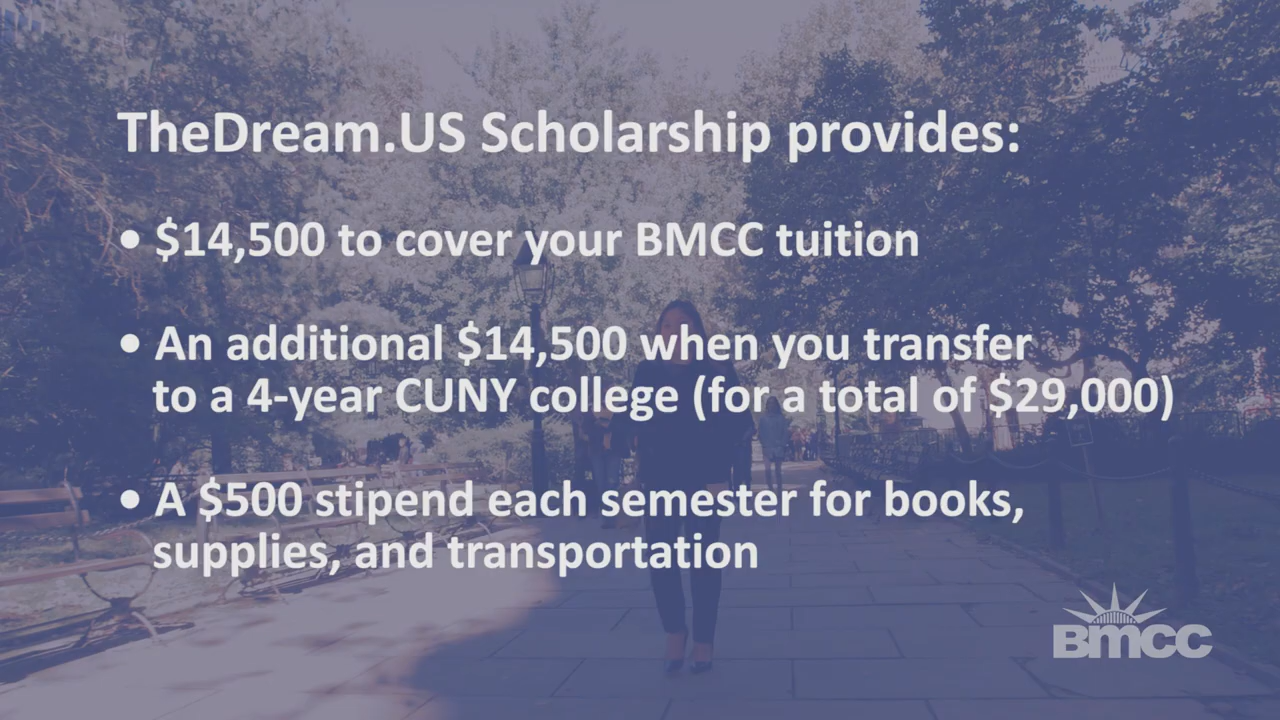 TheDream.US Scholarship provides:
• $14,500 to cover your BMCC tuition
• An additional $14,500 when you transfer
to a 4-year CUNY college (for a total of $29,000)
• A $500 stipend each semester for books,
supplies, and transportation
BMCC